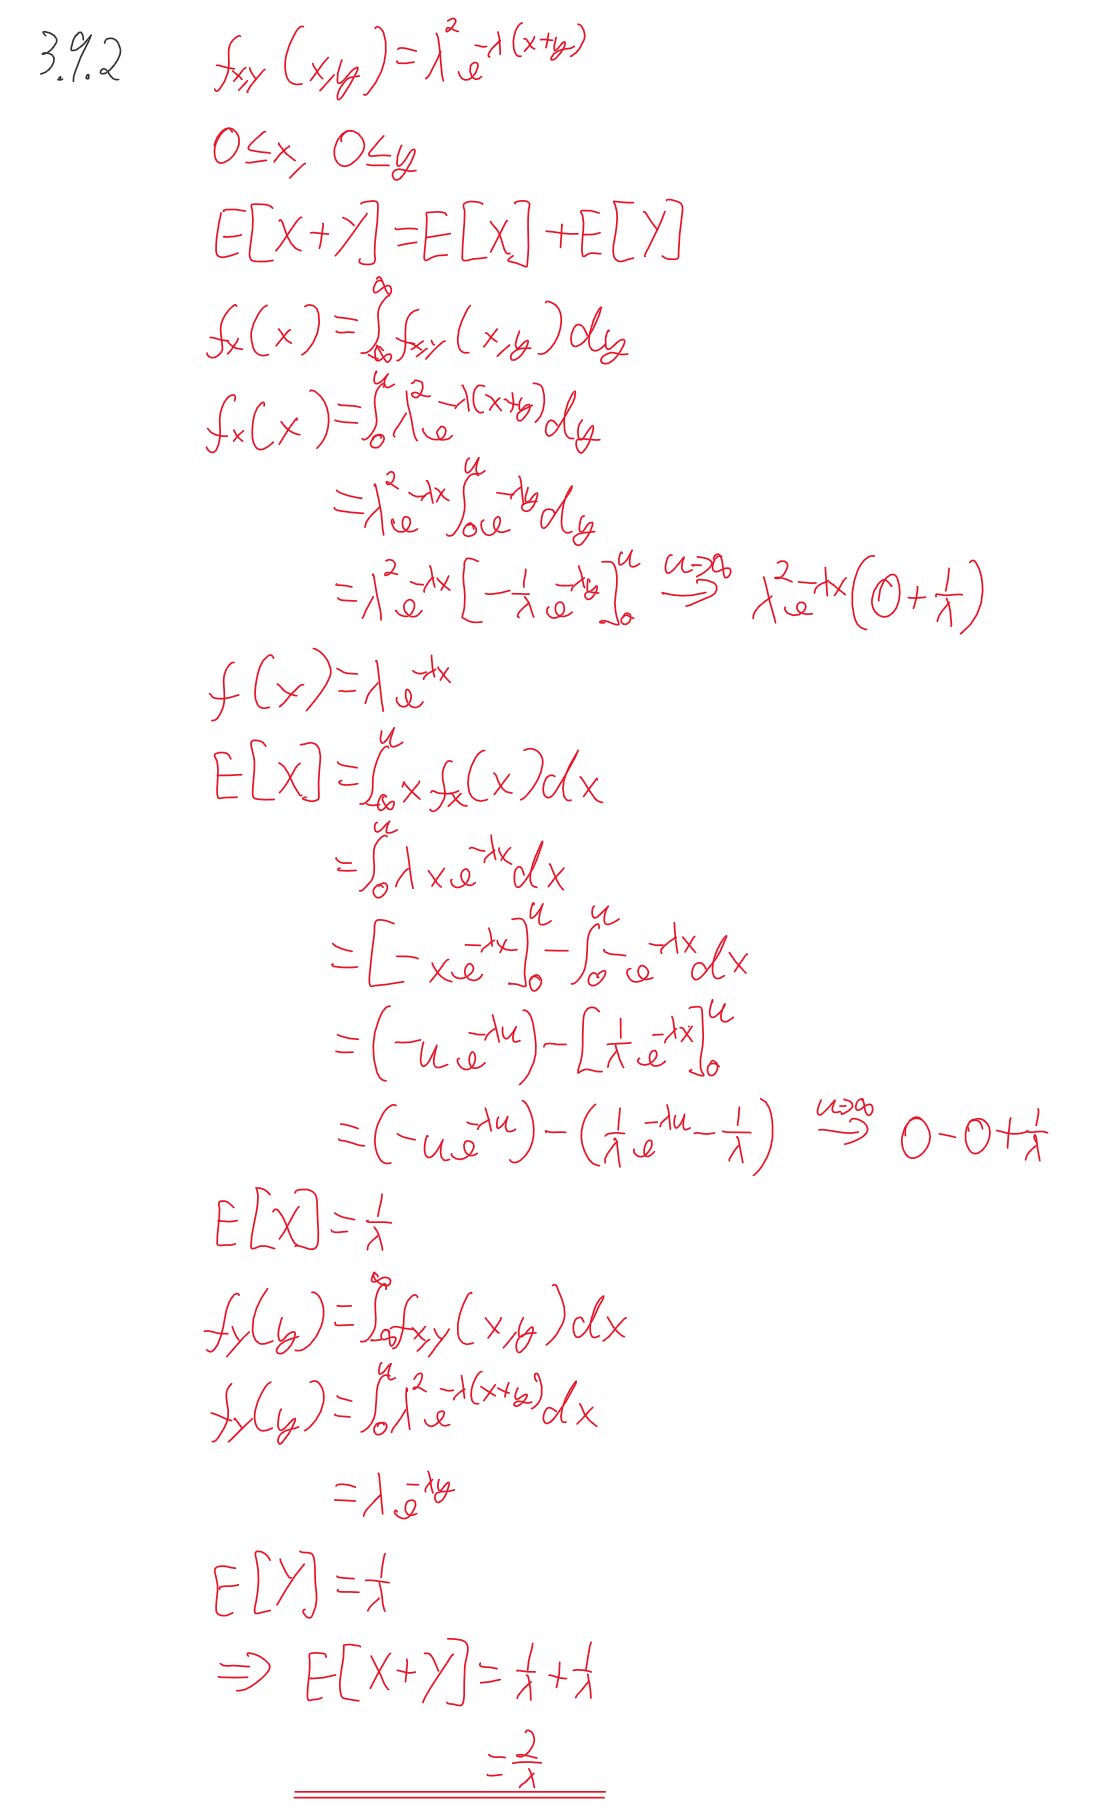 3.9.2 f_{X,Y}(x,y)=λ²e^{-λ(x+y)}
0≤x, 0≤y
E[X+Y]=E[X]+E[Y]
f_X(x)=∫_{-∞}^{∞} f_{X,Y}(x,y)dy
f_X(x)=∫_0^u λ²e^{-λ(x+y)}dy
=λ²e^{-λx}∫_0^u e^{-λy}dy
=λ²e^{-λx}[-1/λ e^{-λy}]_0^u ⇒^{u→∞} λ²e^{-λx}(0+1/λ)
f(x)=λe^{-λx}
E[X]=∫_{-∞}^u x f_X(x)dx
=∫_0^u λxe^{-λx}dx
=[-xe^{-λx}]_0^u-∫_0^u -e^{-λx}dx
=(-ue^{-λu})-[1/λ e^{-λx}]_0^u
=(-ue^{-λu})-(1/λ e^{-λu}-1/λ) ⇒^{u→∞} 0-0+1/λ
E[X]=1/λ
f_Y(y)=∫_{-∞}^{∞} f_{X,Y}(x,y)dx
f_Y(y)=∫_0^u λ²e^{-λ(x+y)}dx
=λe^{-λy}
E[Y]=1/λ
⇒ E[X+Y]=1/λ+1/λ
=2/λ